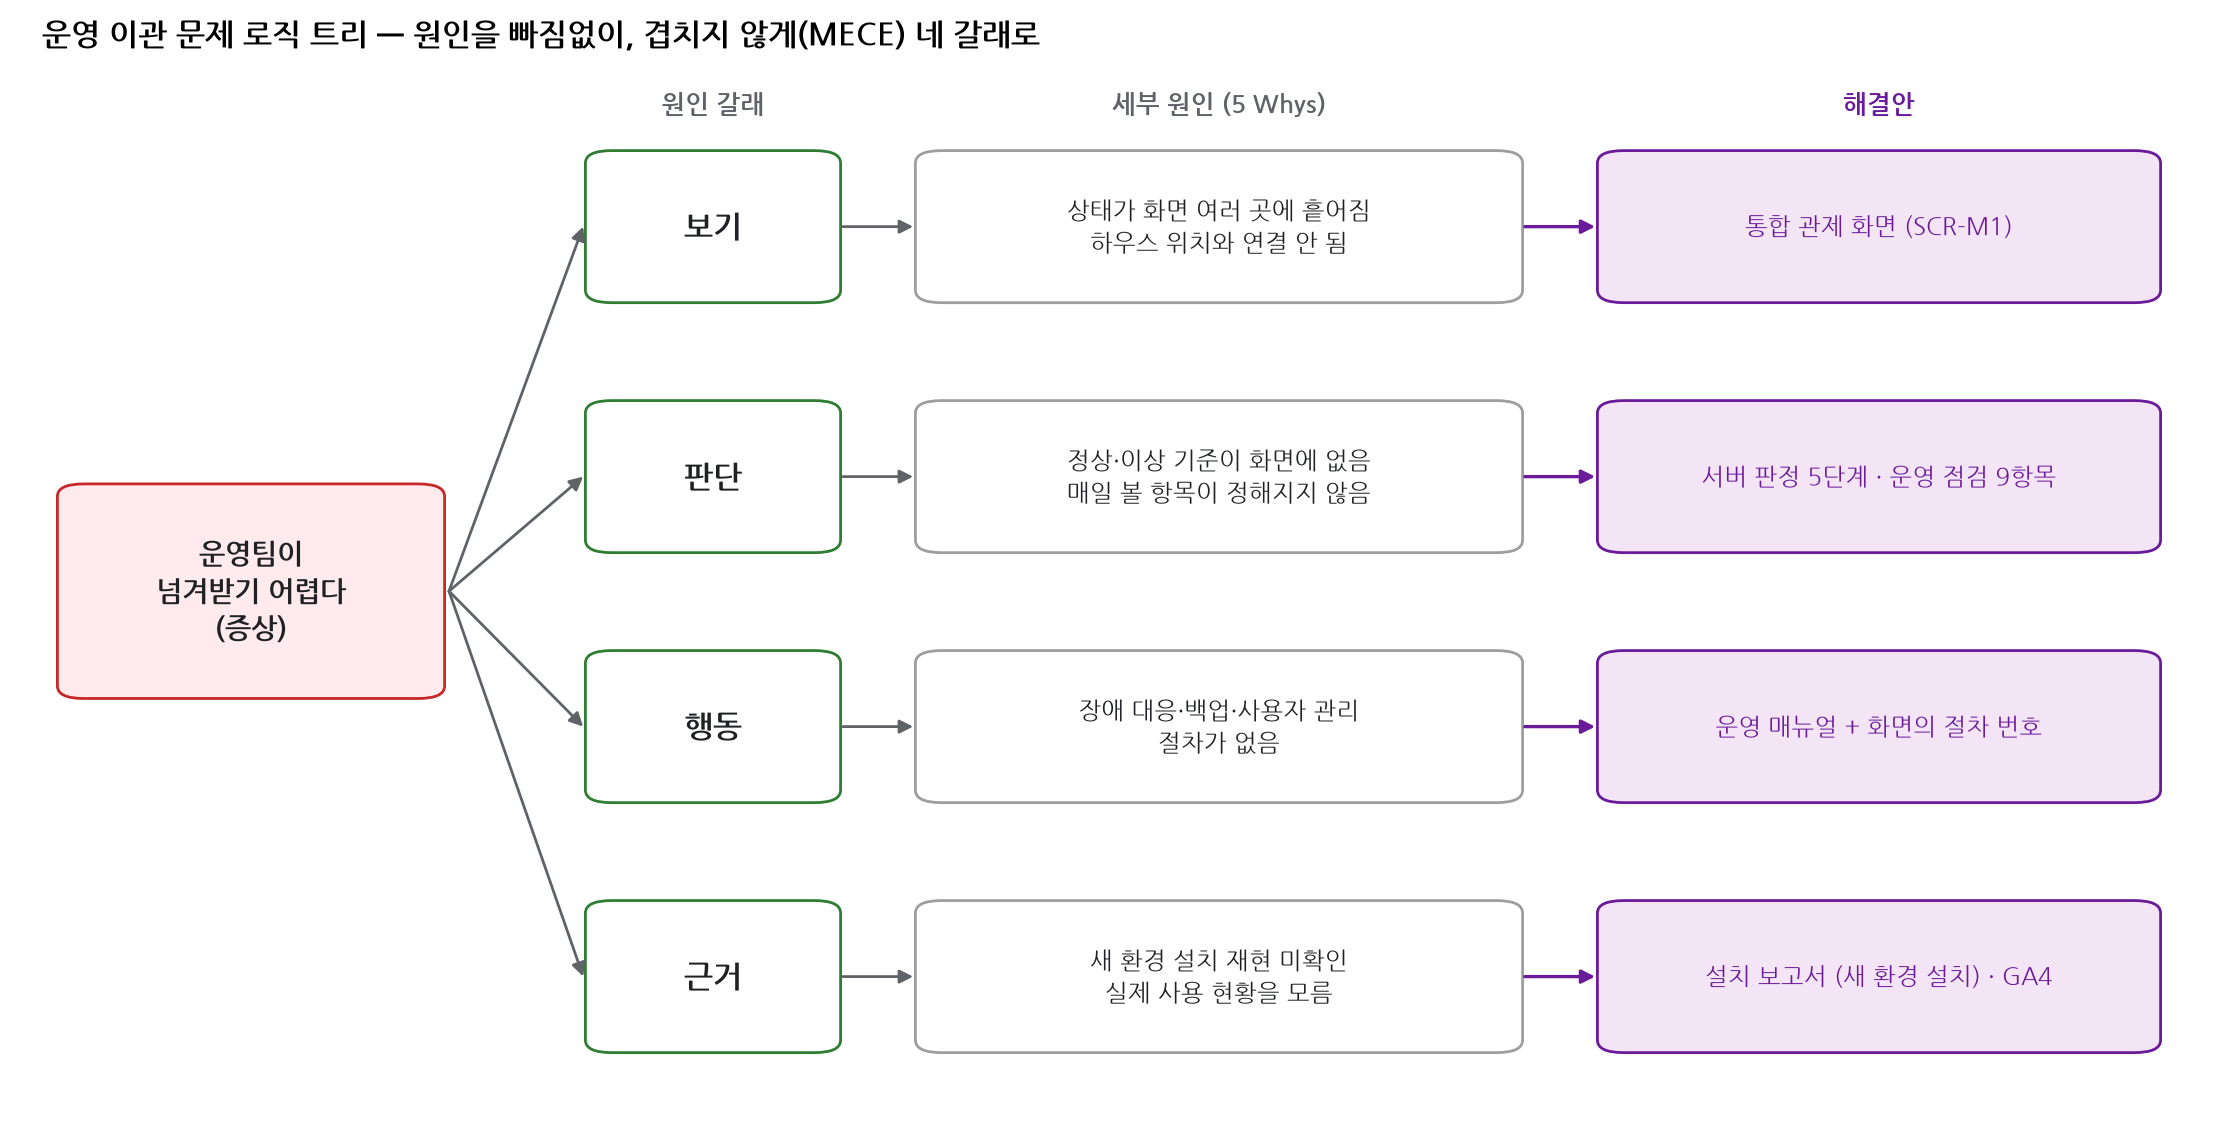 운영 이관 문제 로직 트리 — 원인을 빠짐없이, 겹치지 않게(MECE) 네 갈래로
원인 갈래
세부 원인 (5 Whys)
해결안
보기
상태가 화면 여러 곳에 흩어짐
하우스 위치와 연결 안 됨
통합 관제 화면 (SCR-M1)
판단
정상·이상 기준이 화면에 없음
매일 볼 항목이 정해지지 않음
서버 판정 5단계 · 운영 점검 9항목
운영팀이
넘겨받기 어렵다
(증상)
행동
장애 대응·백업·사용자 관리
절차가 없음
운영 매뉴얼 + 화면의 절차 번호
근거
새 환경 설치 재현 미확인
실제 사용 현황을 모름
설치 보고서 (새 환경 설치) · GA4